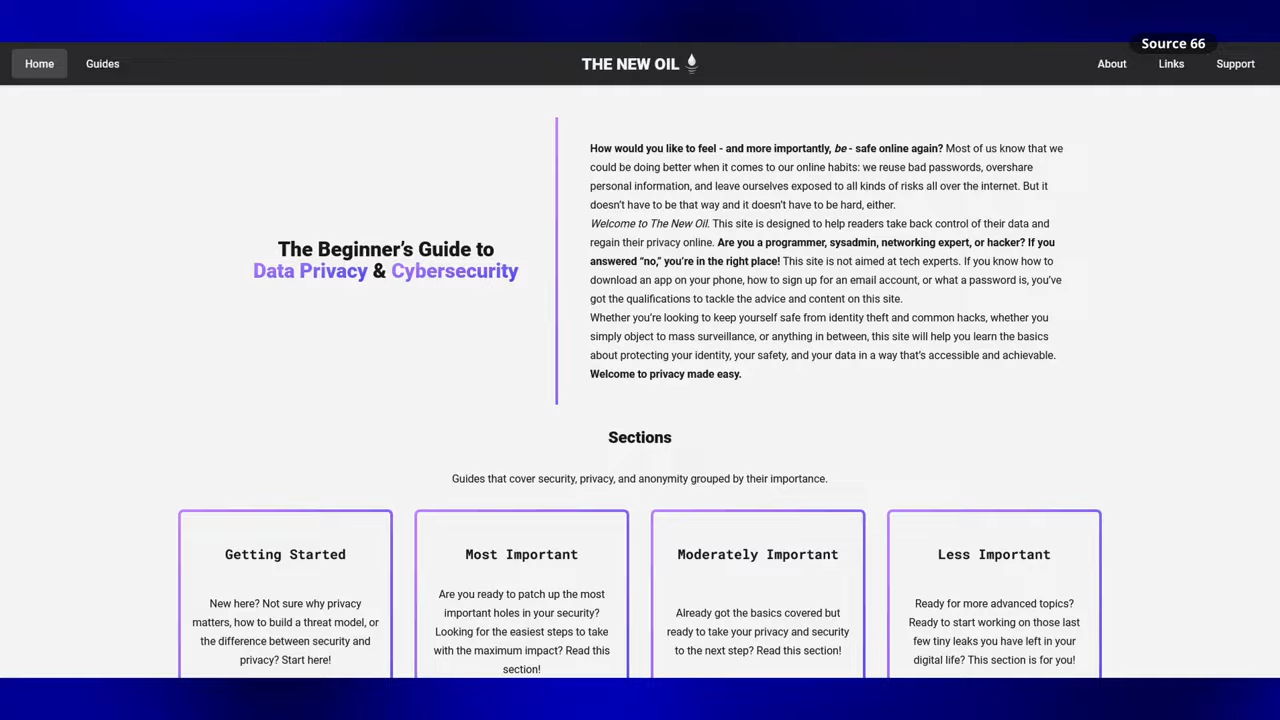 Source 66
Home
Guides
THE NEW OIL
About
Links
Support
The Beginner’s Guide to
Data Privacy & Cybersecurity
How would you like to feel - and more importantly, be - safe online again? Most of us know that we
could be doing better when it comes to our online habits: we reuse bad passwords, overshare
personal information, and leave ourselves exposed to all kinds of risks all over the internet. But it
doesn’t have to be that way and it doesn’t have to be hard, either.
Welcome to The New Oil. This site is designed to help readers take back control of their data and
regain their privacy online. Are you a programmer, sysadmin, networking expert, or hacker? If you
answered “no,” you’re in the right place! This site is not aimed at tech experts. If you know how to
download an app on your phone, how to sign up for an email account, or what a password is, you’ve
got the qualifications to tackle the advice and content on this site.
Whether you’re looking to keep yourself safe from identity theft and common hacks, whether you
simply object to mass surveillance, or anything in between, this site will help you learn the basics
about protecting your identity, your safety, and your data in a way that’s accessible and achievable.
Welcome to privacy made easy.
Sections
Guides that cover security, privacy, and anonymity grouped by their importance.
Getting Started
New here? Not sure why privacy
matters, how to build a threat model, or
the difference between security and
privacy? Start here!
Most Important
Are you ready to patch up the most
important holes in your security?
Looking for the easiest steps to take
with the maximum impact? Read this
section!
Moderately Important
Already got the basics covered but
ready to take your privacy and security
to the next step? Read this section!
Less Important
Ready for more advanced topics?
Ready to start working on those last
few tiny leaks you have left in your
digital life? This section is for you!